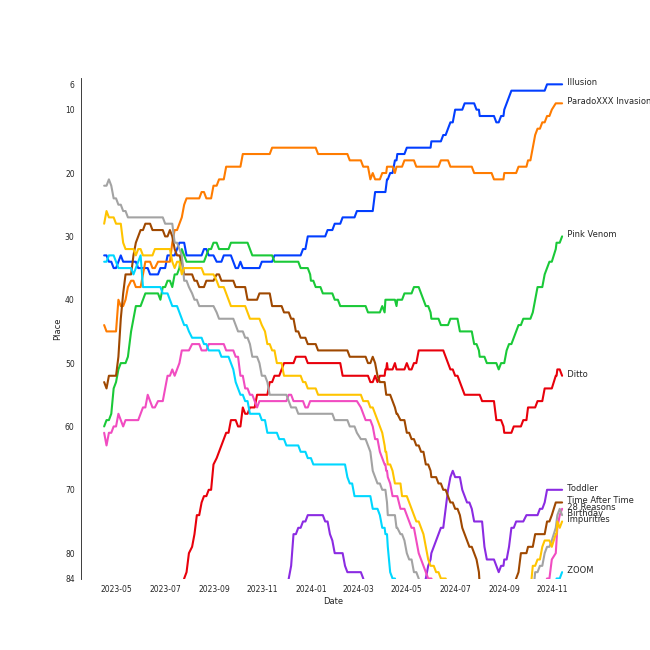 6
Illusion
ParadoXXX Invasion
10
20
30
Pink Venom
40
Place
50
Ditto
60
70
Toddler
Time After Time
28 Reasons
Birthday
Impurities
80
ZOOM
84
2023-05
2023-07
2023-09
2023-11
2024-01
2024-03
2024-05
2024-07
2024-09
2024-11
Date